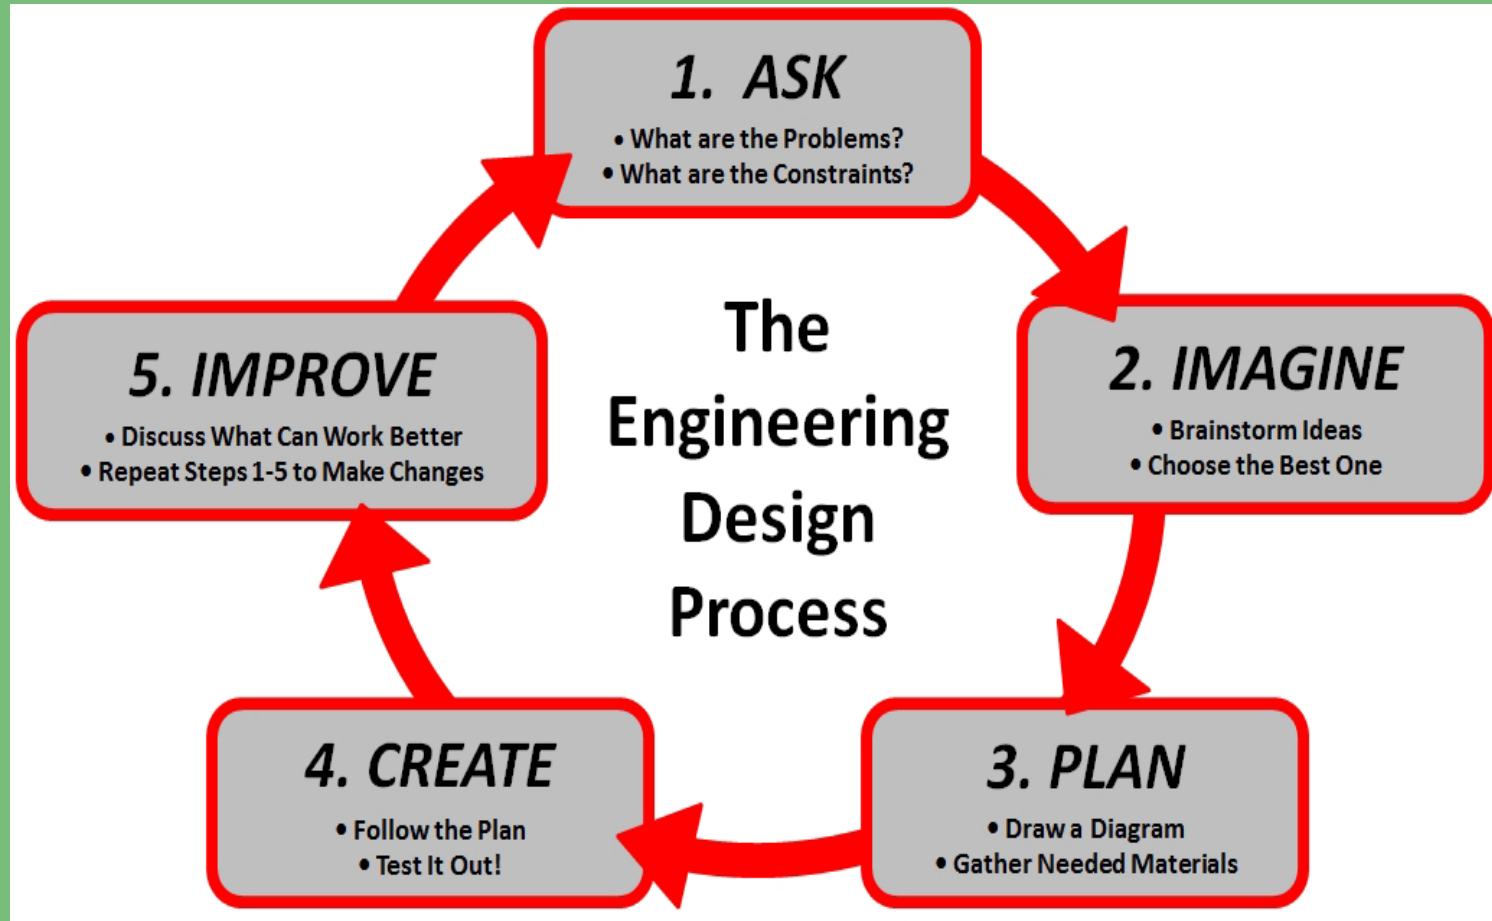 1. ASK
• What are the Problems?
• What are the Constraints?
The
Engineering
Design
Process
2. IMAGINE
• Brainstorm Ideas
• Choose the Best One
3. PLAN
• Draw a Diagram
• Gather Needed Materials
4. CREATE
• Follow the Plan
• Test It Out!
5. IMPROVE
• Discuss What Can Work Better
• Repeat Steps 1-5 to Make Changes